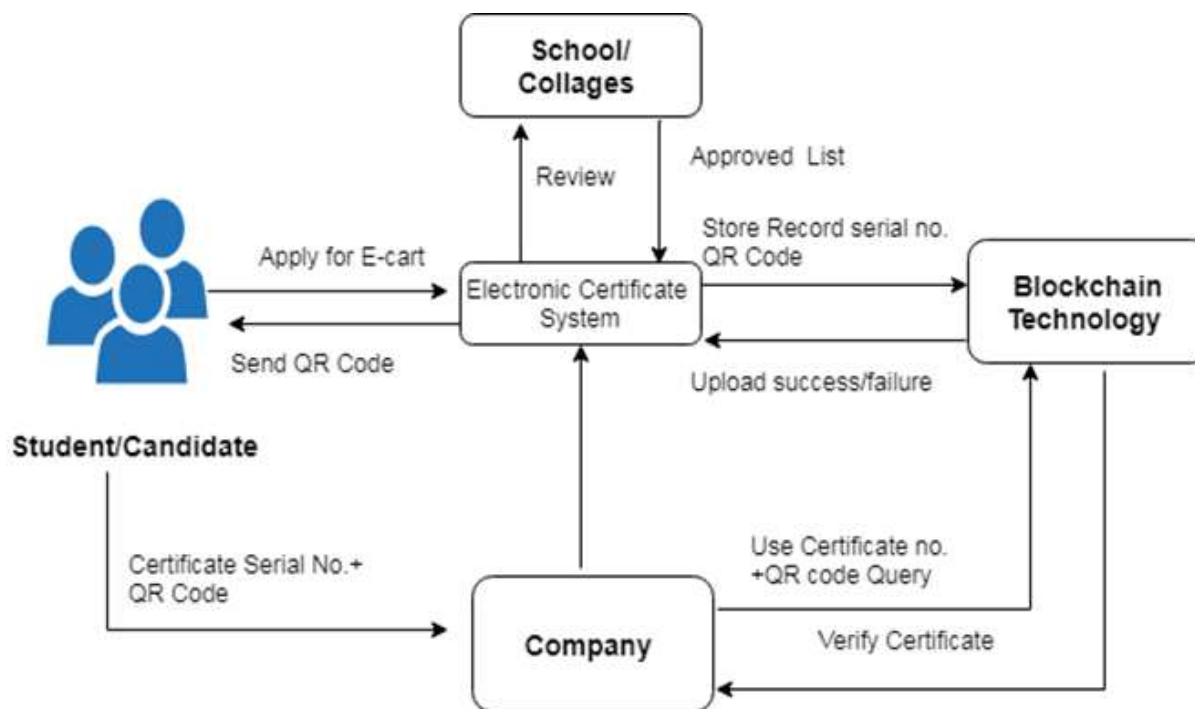 School/
Collages
Review
Approved List
Apply for E-cart
Store Record serial no.
QR Code
Electronic Certificate
System
Blockchain
Technology
Send QR Code
Upload success/failure
Student/Candidate
Certificate Serial No.+
QR Code
Use Certificate no.
+QR code Query
Company
Verify Certificate